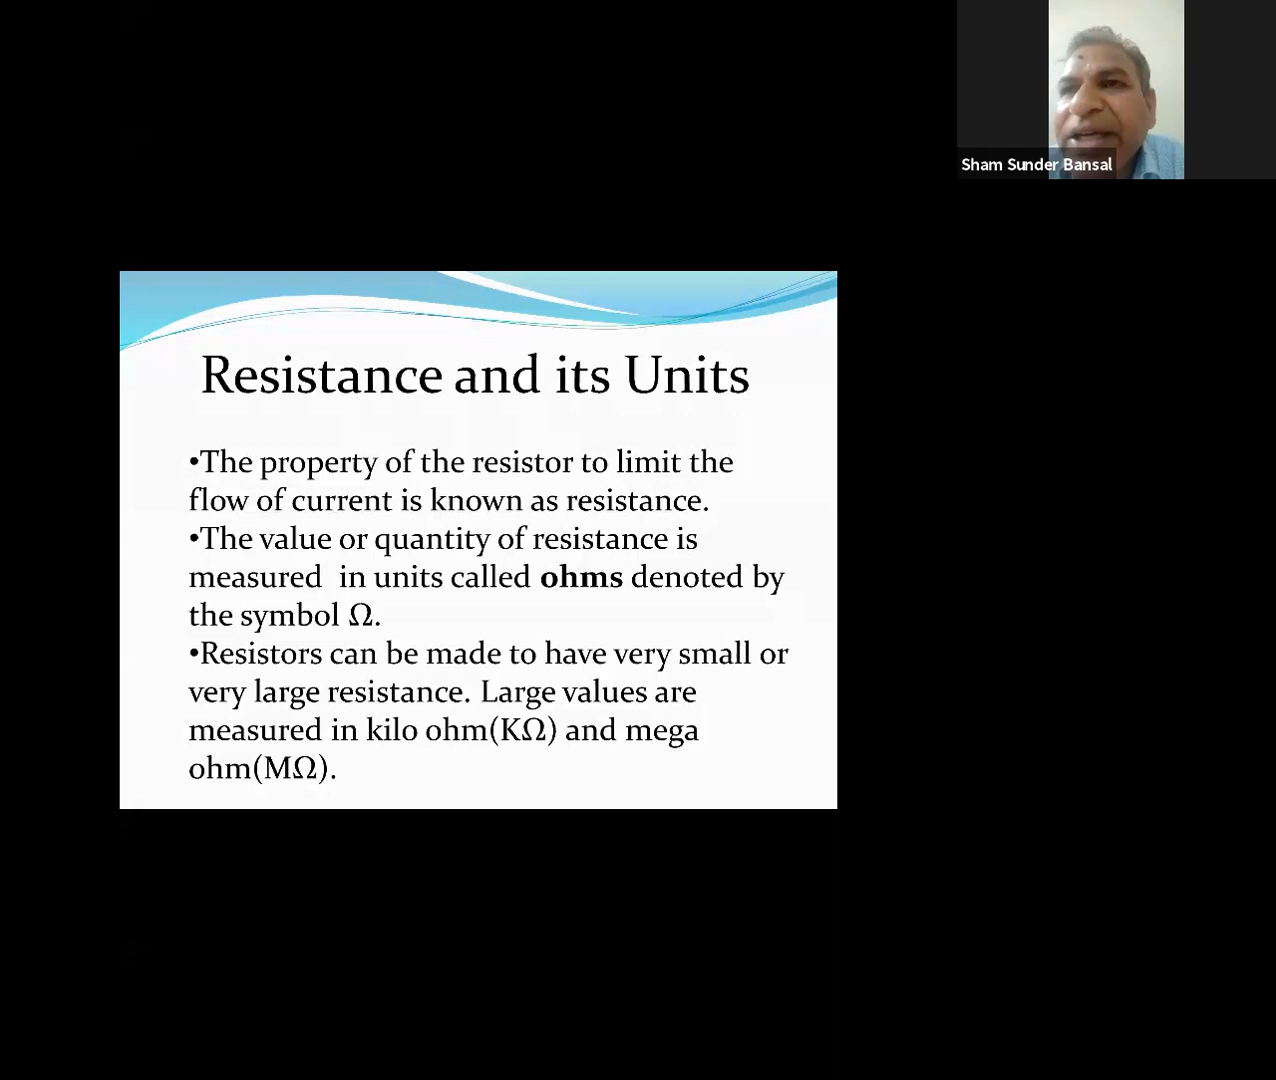 Sham Sunder Bansal
Resistance and its Units
•The property of the resistor to limit the
flow of current is known as resistance.
•The value or quantity of resistance is
measured  in units called ohms denoted by
the symbol Ω.
•Resistors can be made to have very small or
very large resistance. Large values are
measured in kilo ohm(KΩ) and mega
ohm(MΩ).